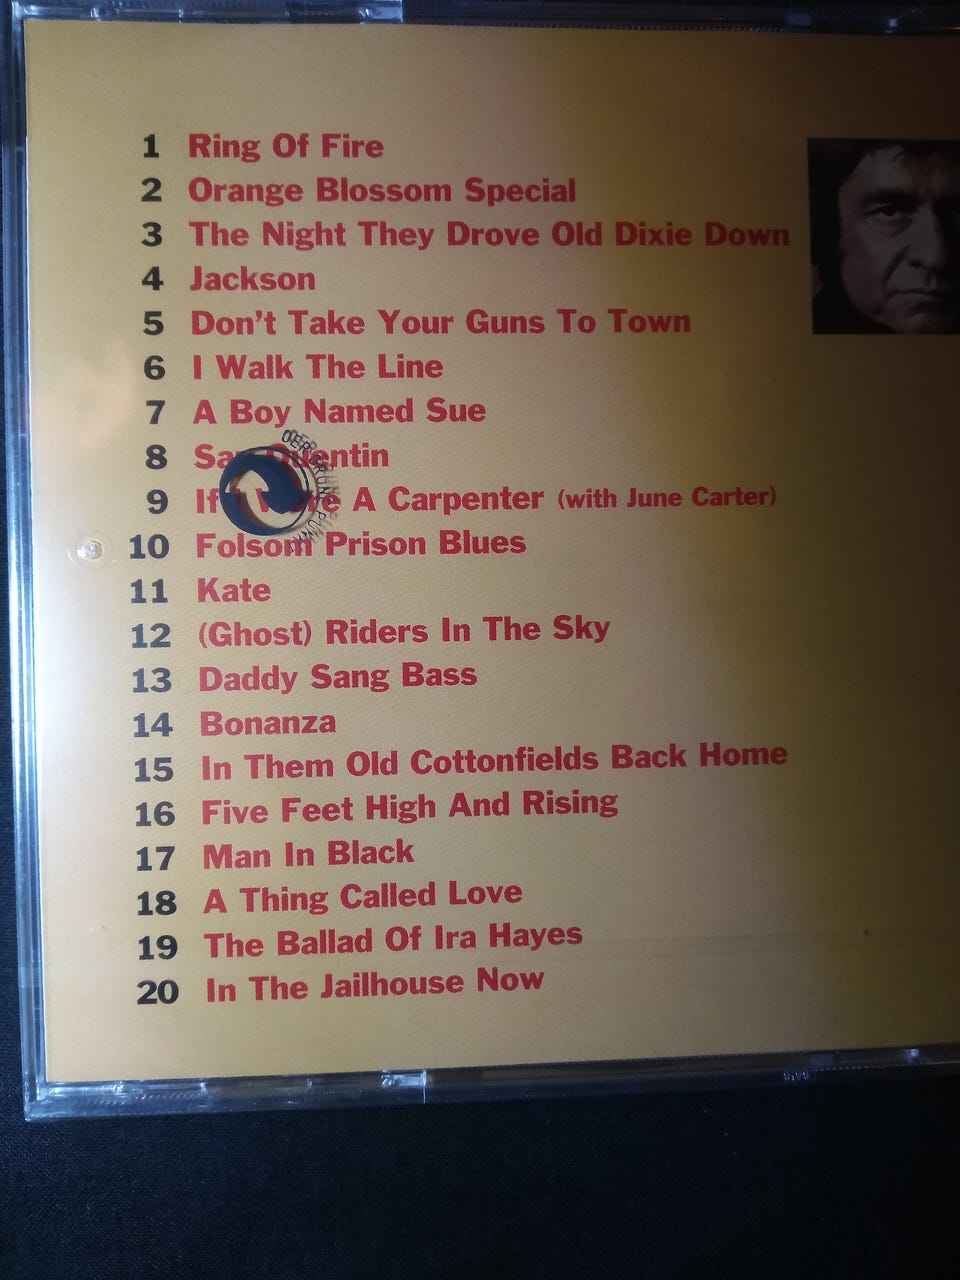 1 Ring Of Fire
2 Orange Blossom Special
3 The Night They Drove Old Dixie Down
4 Jackson
5 Don't Take Your Guns To Town
6 I Walk The Line
7 A Boy Named Sue
8 San Quentin
9 If I Were A Carpenter (with June Carter)
10 Folsom Prison Blues
11 Kate
12 (Ghost) Riders In The Sky
13 Daddy Sang Bass
14 Bonanza
15 In Them Old Cottonfields Back Home
16 Five Feet High And Rising
17 Man In Black
18 A Thing Called Love
19 The Ballad Of Ira Hayes
20 In The Jailhouse Now
DER GRÜNE PUNKT